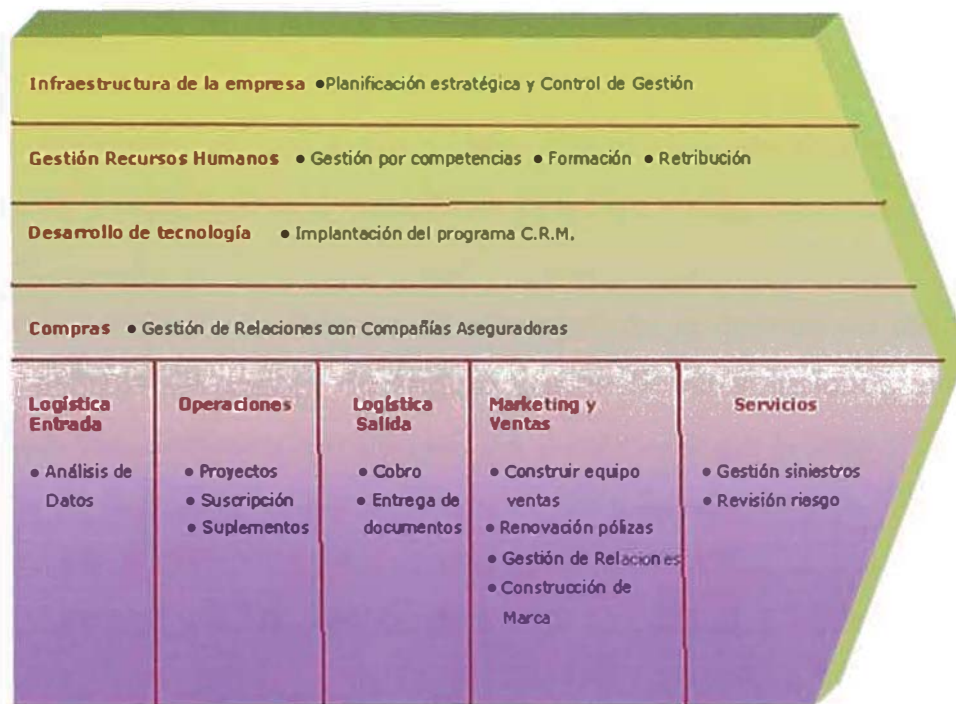 Infraestructura de la empresa ●Planificación estratégica y Control de Gestión
Gestión Recursos Humanos ● Gestión por competencias ● Formación ● Retribución
Desarrollo de tecnología ● Implantación del programa C.R.M.
Compras ● Gestión de Relaciones con Compañías Aseguradoras
Logística
Entrada
● Análisis de
Datos
Operaciones
● Proyectos
● Suscripción
● Suplementos
Logística
Salida
● Cobro
● Entrega de
documentos
Marketing y
Ventas
● Construir equipo
ventas
● Renovación pólizas
● Gestión de Relaciones
● Construcción de
Marca
Servicios
● Gestión siniestros
● Revisión riesgo